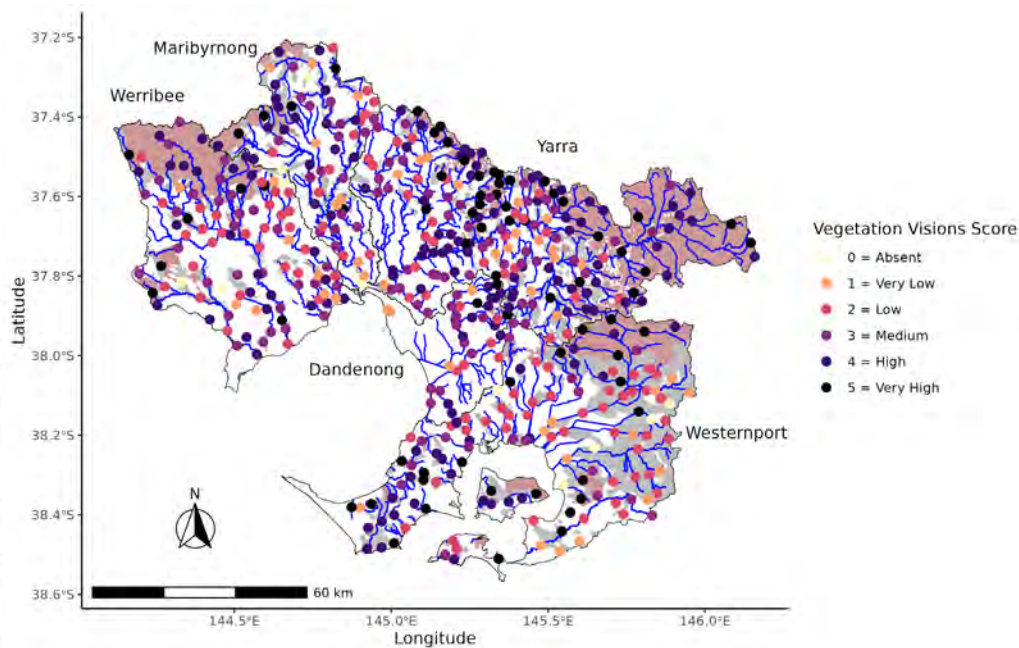 37.2°S
37.4°S
37.6°S
37.8°S
38.0°S
38.2°S
38.4°S
38.6°S
Latitude
Maribyrnong
Werribee
Yarra
Dandenong
Westernport
N
60 km
144.5°E
145.0°E
145.5°E
146.0°E
Longitude
Vegetation Visions Score
0 = Absent
1 = Very Low
2 = Low
3 = Medium
4 = High
5 = Very High